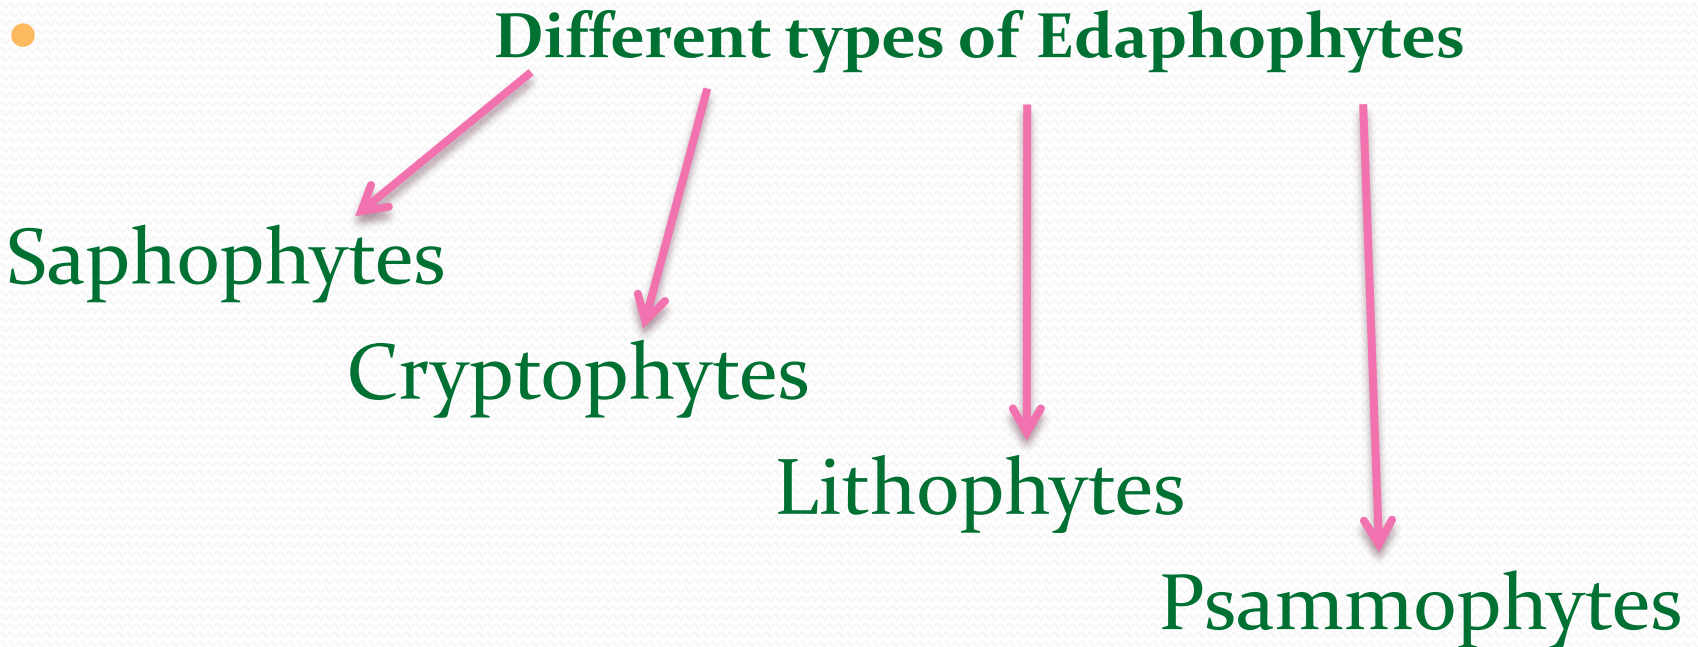 Different types of Edaphophytes
Saphophytes
Cryptophytes
Lithophytes
Psammophytes